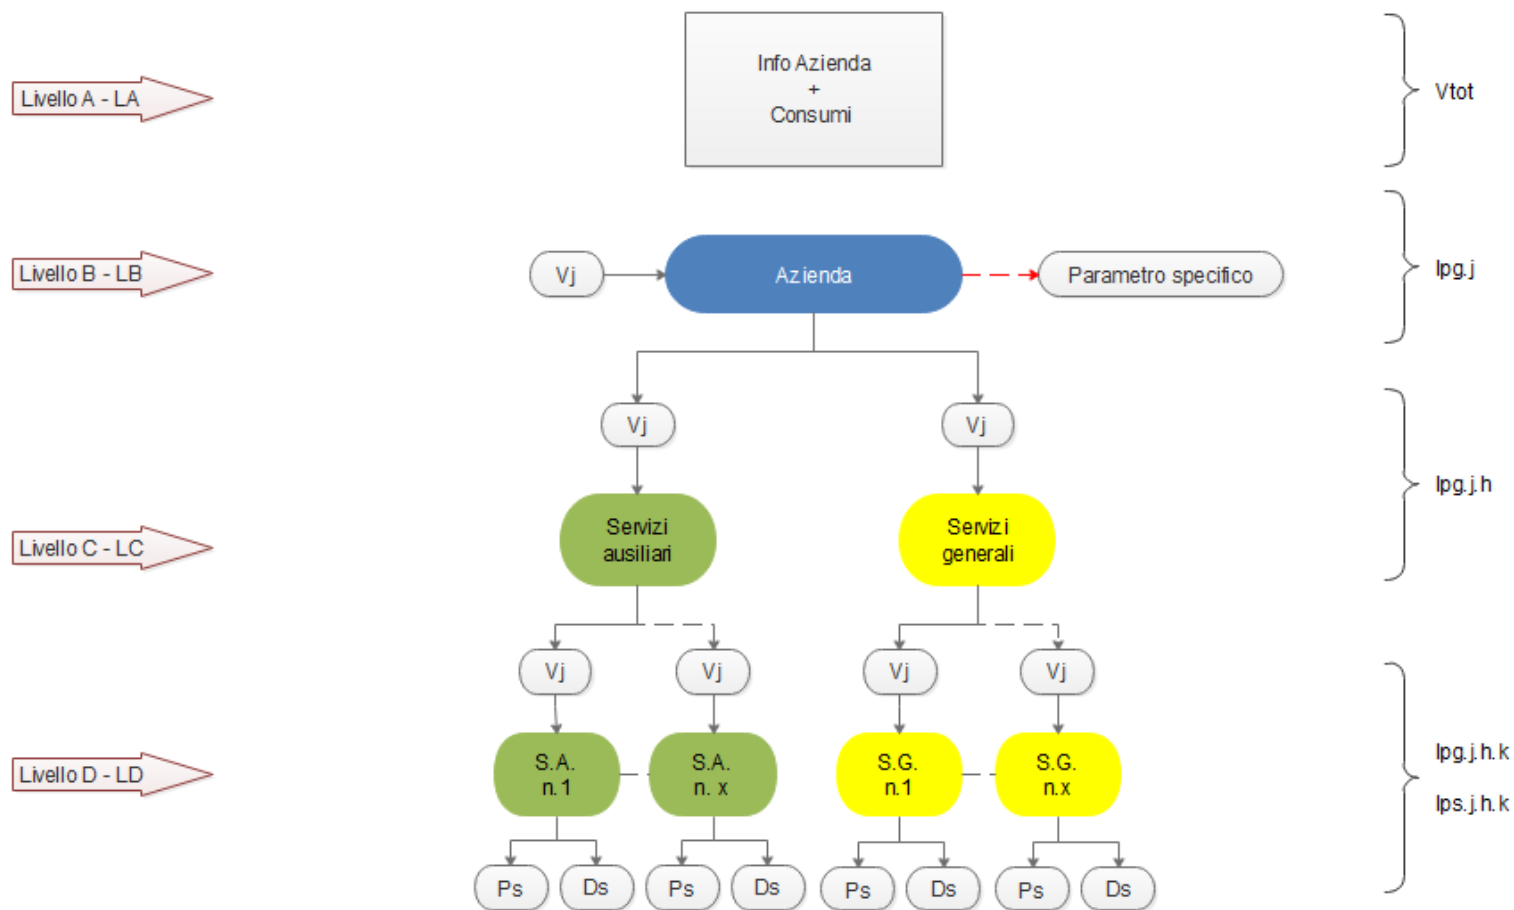 Livello A - LA
Info Azienda
+
Consumi
Vtot
Livello B - LB
Vj
Azienda
Parametro specifico
Ipg.j
Vj
Vj
Ipg.j.h
Livello C - LC
Servizi
ausiliari
Servizi
generali
Vj
Vj
Vj
Vj
Livello D - LD
S.A.
n.1
S.A.
n. x
S.G.
n.1
S.G.
n.x
Ipg.j.h.k
Ips.j.h.k
Ps
Ds
Ps
Ds
Ps
Ds
Ps
Ds